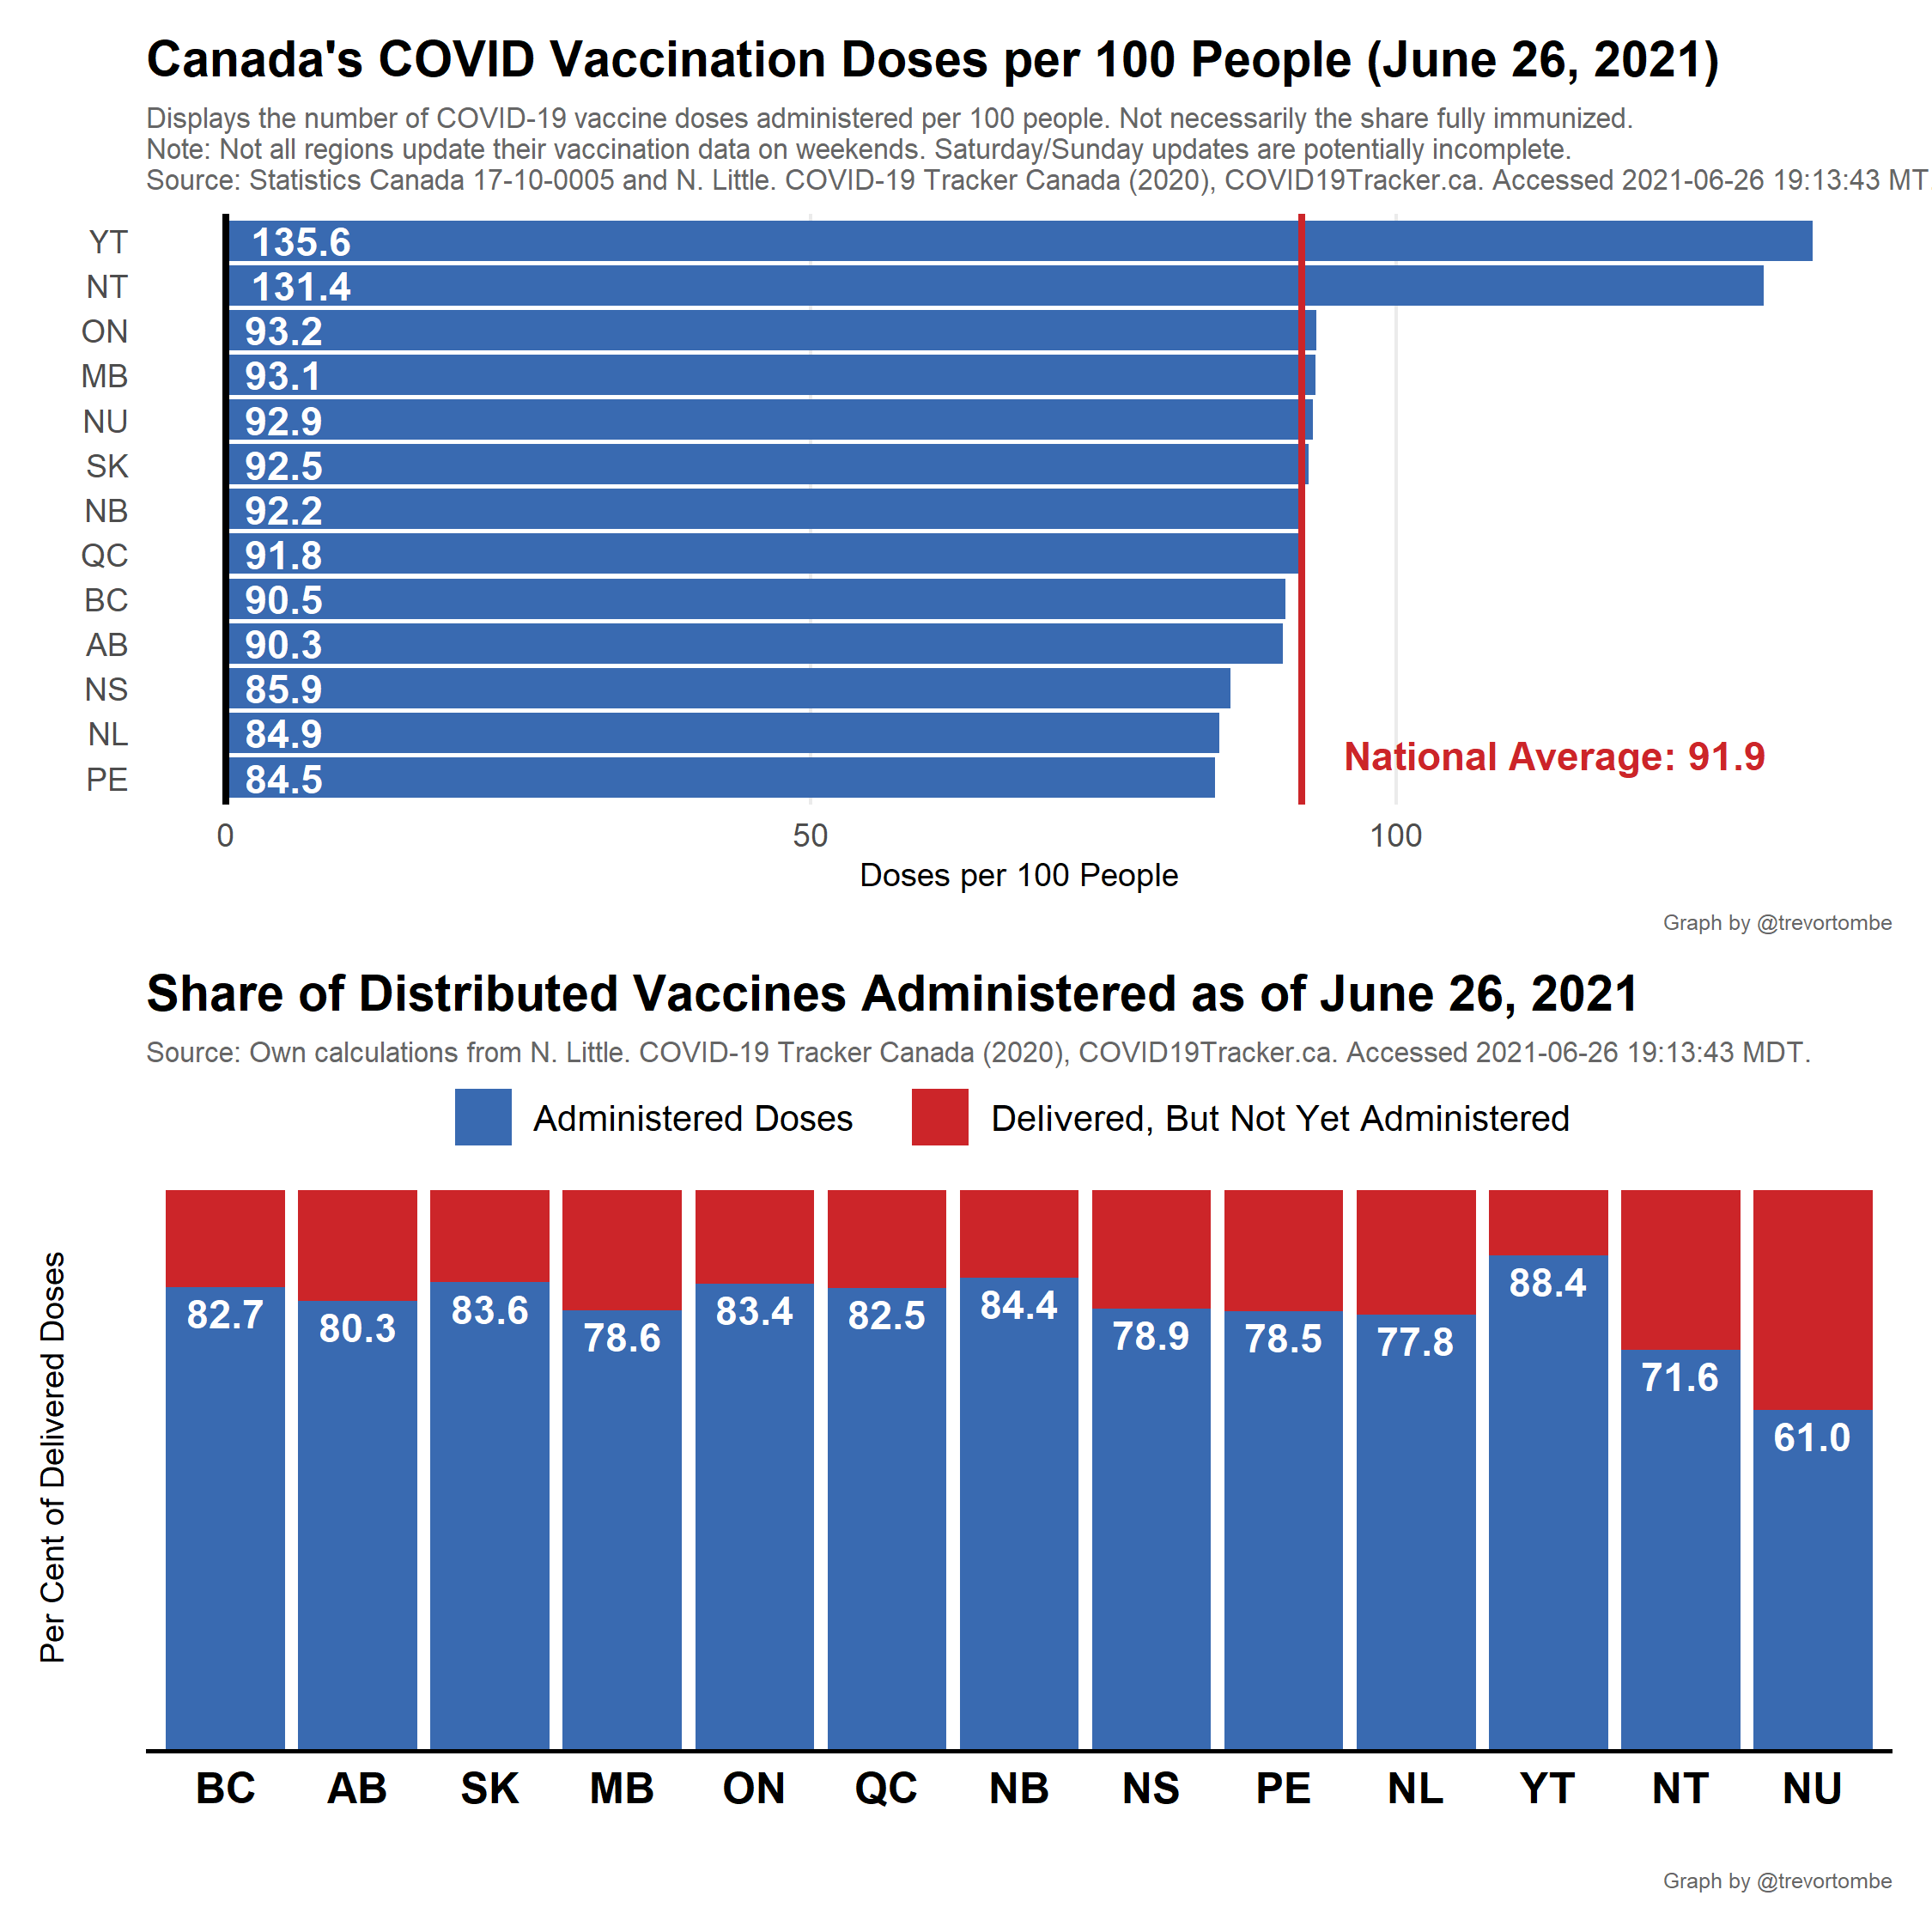 Canada's COVID Vaccination Doses per 100 People (June 26, 2021)
Displays the number of COVID-19 vaccine doses administered per 100 people. Not necessarily the share fully immunized.
Note: Not all regions update their vaccination data on weekends. Saturday/Sunday updates are potentially incomplete.
Source: Statistics Canada 17-10-0005 and N. Little. COVID-19 Tracker Canada (2020), COVID19Tracker.ca. Accessed 2021-06-26 19:13:43 MT
YT 135.6
NT 131.4
ON 93.2
MB 93.1
NU 92.9
SK 92.5
NB 92.2
QC 91.8
BC 90.5
AB 90.3
NS 85.9
NL 84.9
National Average: 91.9
PE 84.5
0 50 100
Doses per 100 People
Graph by @trevortombe
Share of Distributed Vaccines Administered as of June 26, 2021
Source: Own calculations from N. Little. COVID-19 Tracker Canada (2020), COVID19Tracker.ca. Accessed 2021-06-26 19:13:43 MDT.
Administered Doses Delivered, But Not Yet Administered
Per Cent of Delivered Doses
82.7 80.3 83.6 78.6 83.4 82.5 84.4 78.9 78.5 77.8 88.4 71.6 61.0
BC AB SK MB ON QC NB NS PE NL YT NT NU
Graph by @trevortombe